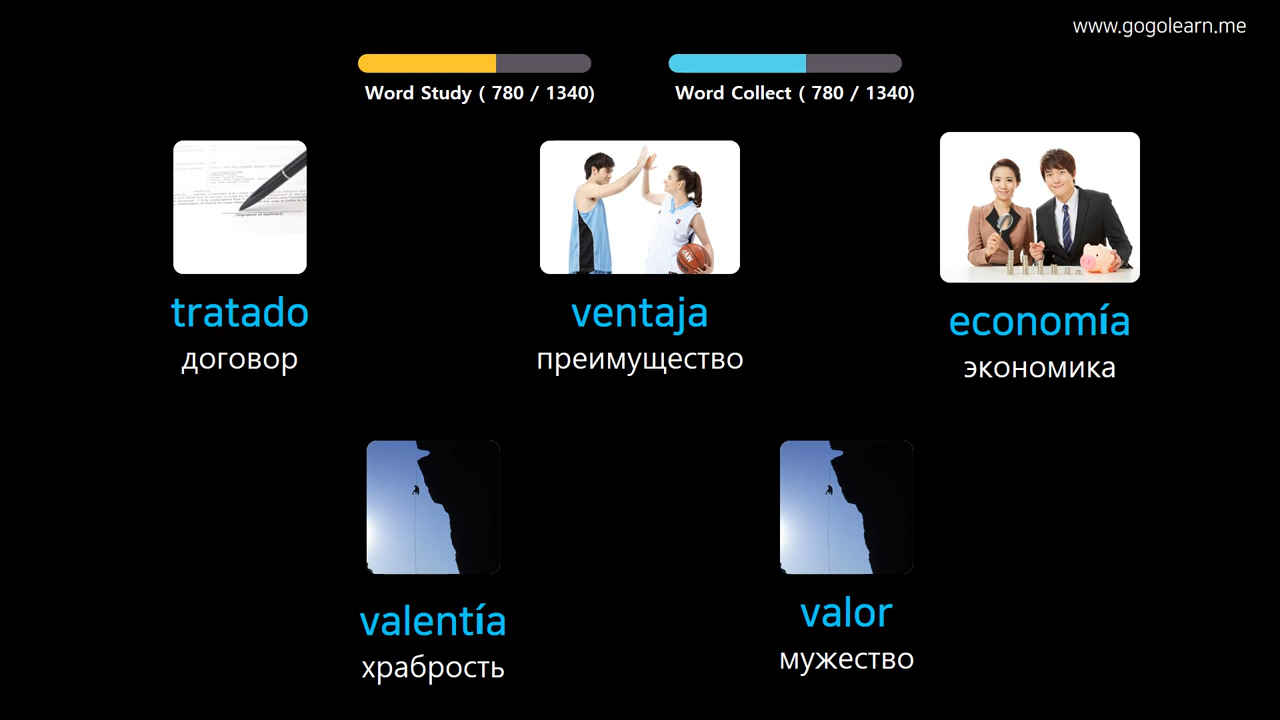 www.gogolearn.me
Word Study ( 780 / 1340)
Word Collect ( 780 / 1340)
tratado
договор
ventaja
преимущество
economía
экономика
valentía
храбрость
valor
мужество